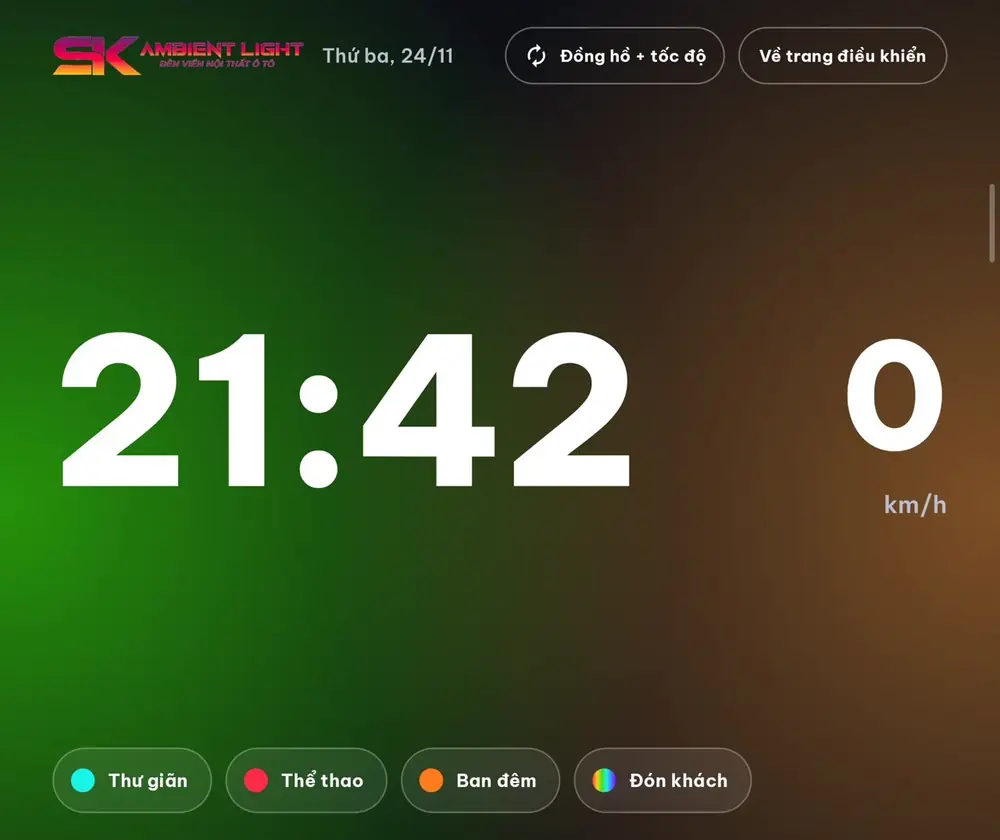 SK AMBIENT LIGHT
ĐÈN VIỀN NỘI THẤT Ô TÔ
Thứ ba, 24/11
Đồng hồ + tốc độ
Về trang điều khiển
21:42
0
km/h
Thư giãn
Thể thao
Ban đêm
Đón khách